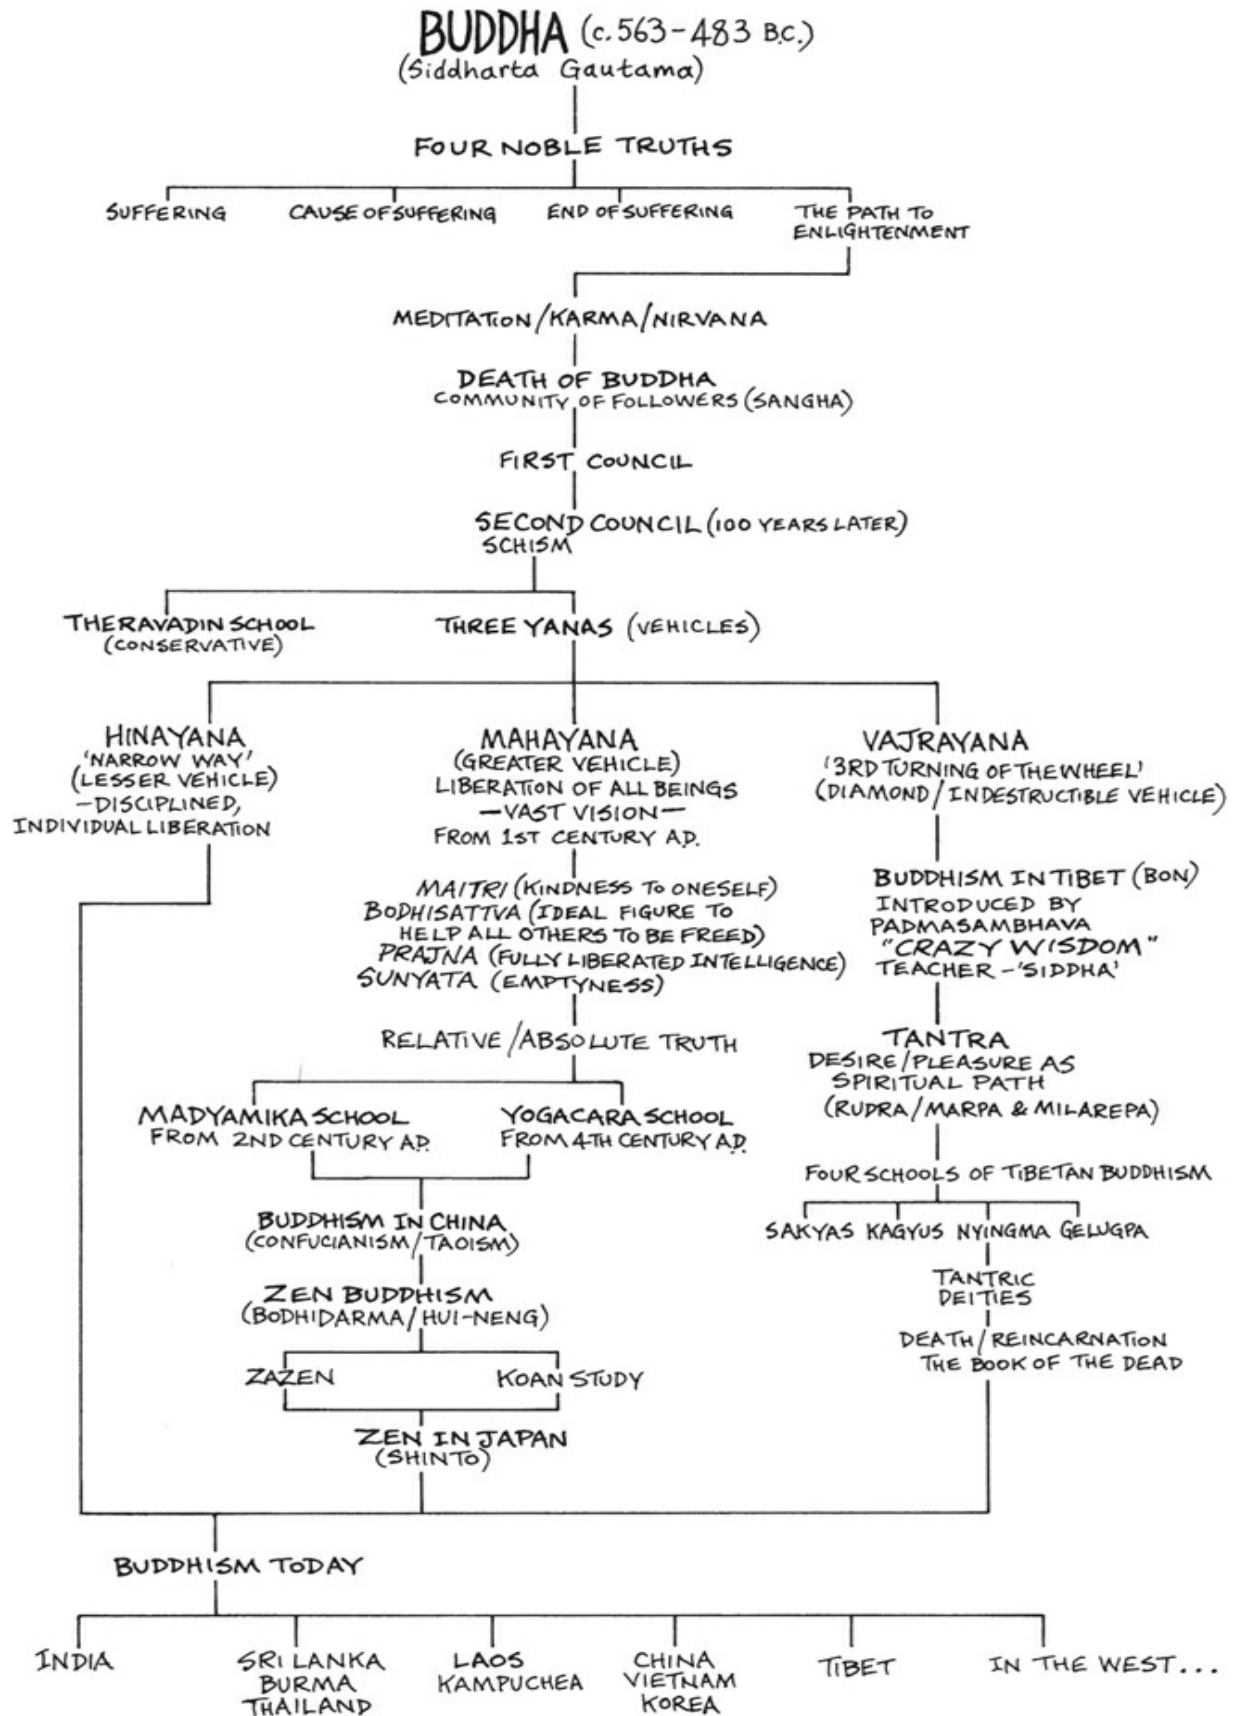 BUDDHA (c. 563-483 B.C.)
(Siddharta Gautama)
FOUR NOBLE TRUTHS
SUFFERING
CAUSE OF SUFFERING
END OF SUFFERING
THE PATH TO
ENLIGHTENMENT
MEDITATION/KARMA/NIRVANA
DEATH OF BUDDHA
COMMUNITY OF FOLLOWERS (SANGHA)
FIRST COUNCIL
SECOND COUNCIL (100 YEARS LATER)
SCHISM
THERAVADIN SCHOOL
(CONSERVATIVE)
THREE YANAS (VEHICLES)
HINAYANA
'NARROW WAY'
(LESSER VEHICLE)
-DISCIPLINED,
INDIVIDUAL LIBERATION
MAHAYANA
(GREATER VEHICLE)
LIBERATION OF ALL BEINGS
-VAST VISION-
FROM 1ST CENTURY A.D.
MAITRI (KINDNESS TO ONESELF)
BODHISATTVA (IDEAL FIGURE TO
HELP ALL OTHERS TO BE FREED)
PRAJNA (FULLY LIBERATED INTELLIGENCE)
SUNYATA (EMPTYNESS)
RELATIVE/ABSOLUTE TRUTH
MADYAMIKA SCHOOL
FROM 2ND CENTURY A.D.
YOGACARA SCHOOL
FROM 4TH CENTURY A.D.
BUDDHISM IN CHINA
(CONFUCIANISM/TAOISM)
ZEN BUDDHISM
(BODHIDARMA/HUI-NENG)
ZAZEN
KOAN STUDY
ZEN IN JAPAN
(SHINTO)
VAJRAYANA
'3RD TURNING OF THE WHEEL'
(DIAMOND/INDESTRUCTIBLE VEHICLE)
BUDDHISM IN TIBET (BON)
INTRODUCED BY
PADMASAMBHAVA
"CRAZY WISDOM"
TEACHER-'SIDDHA'
TANTRA
DESIRE/PLEASURE AS
SPIRITUAL PATH
(RUDRA/MARPA & MILAREPA)
FOUR SCHOOLS OF TIBETAN BUDDHISM
SAKYAS KAGYUS NYINGMA GELUGPA
TANTRIC
DEITIES
DEATH/REINCARNATION
THE BOOK OF THE DEAD
BUDDHISM TODAY
INDIA
SRI LANKA
BURMA
THAILAND
LAOS
KAMPUCHEA
CHINA
VIETNAM
KOREA
TIBET
IN THE WEST...